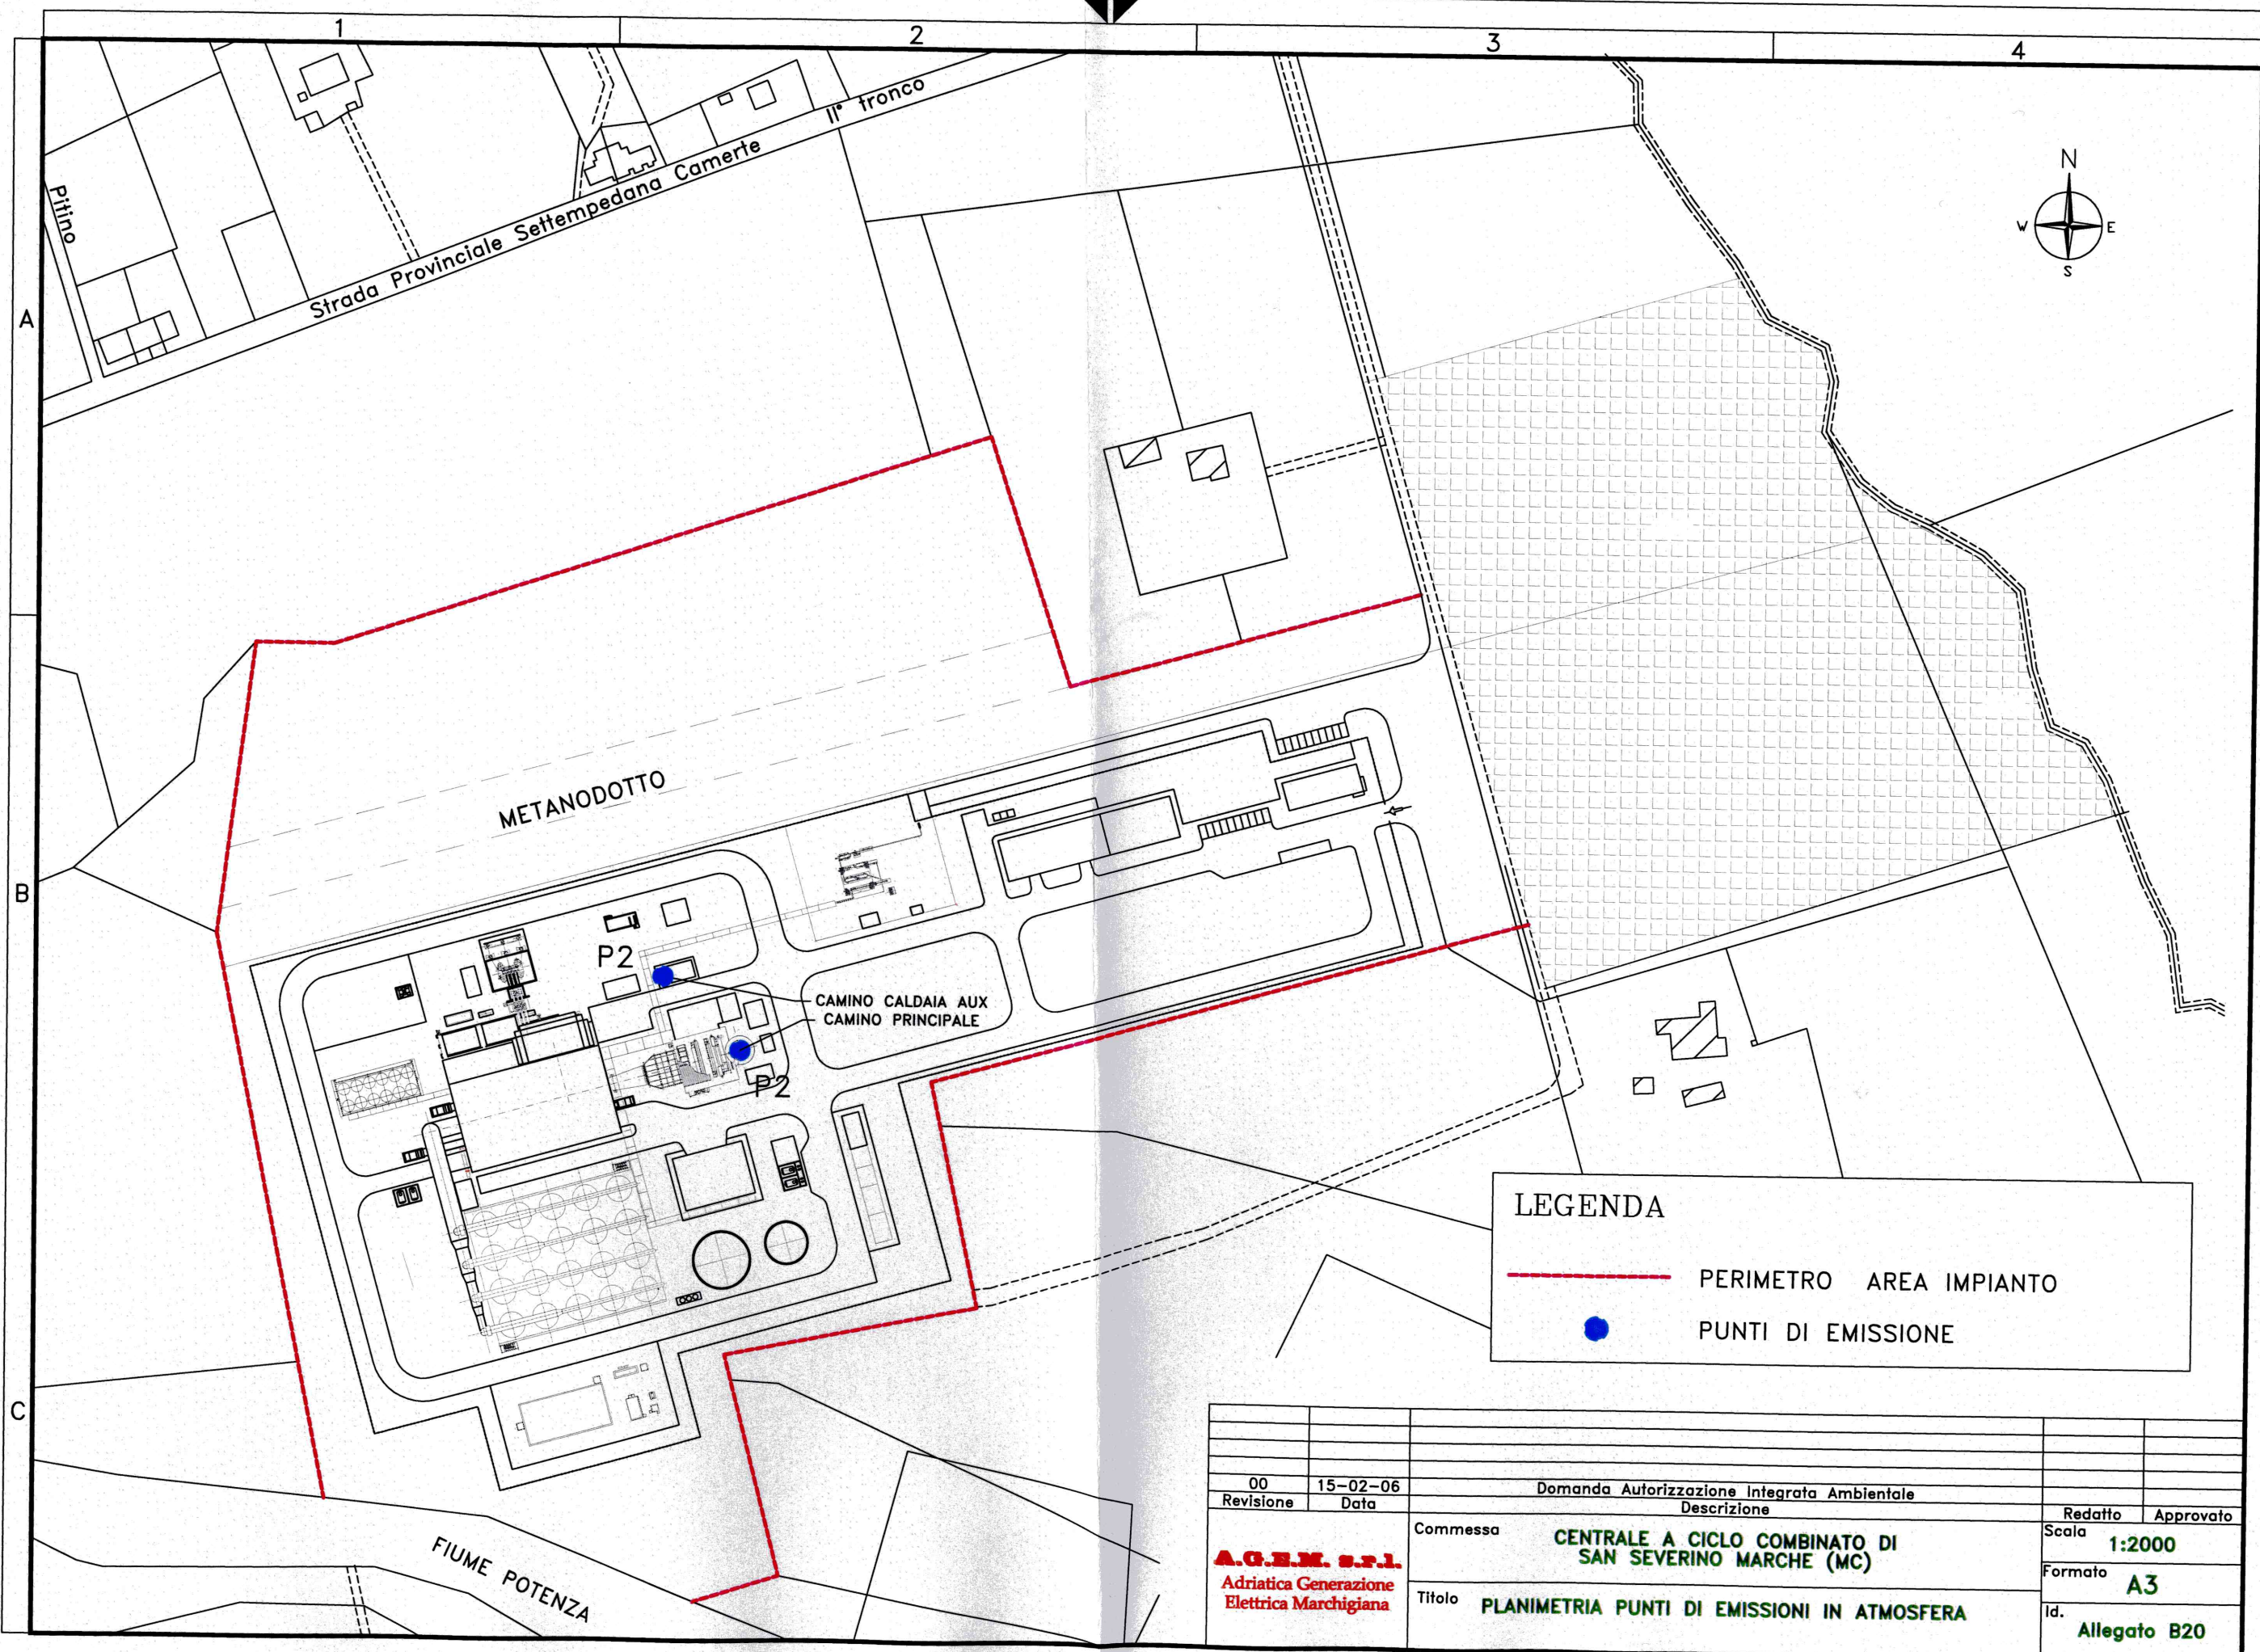 1
2
3
4
A
B
C
Pitino
Strada Provinciale Settempedana Camerte II° tronco
N
W
E
S
METANODOTTO
P2
CAMINO CALDAIA AUX
CAMINO PRINCIPALE
P2
FIUME POTENZA
LEGENDA
PERIMETRO AREA IMPIANTO
PUNTI DI EMISSIONE
00 15-02-06 Domanda Autorizzazione Integrata Ambientale
Revisione Data Descrizione Redatto Approvato
A.G.E.M. s.r.l.
Adriatica Generazione
Elettrica Marchigiana
Commessa CENTRALE A CICLO COMBINATO DI
SAN SEVERINO MARCHE (MC)
Titolo PLANIMETRIA PUNTI DI EMISSIONI IN ATMOSFERA
Scala 1:2000
Formato A3
Id. Allegato B20